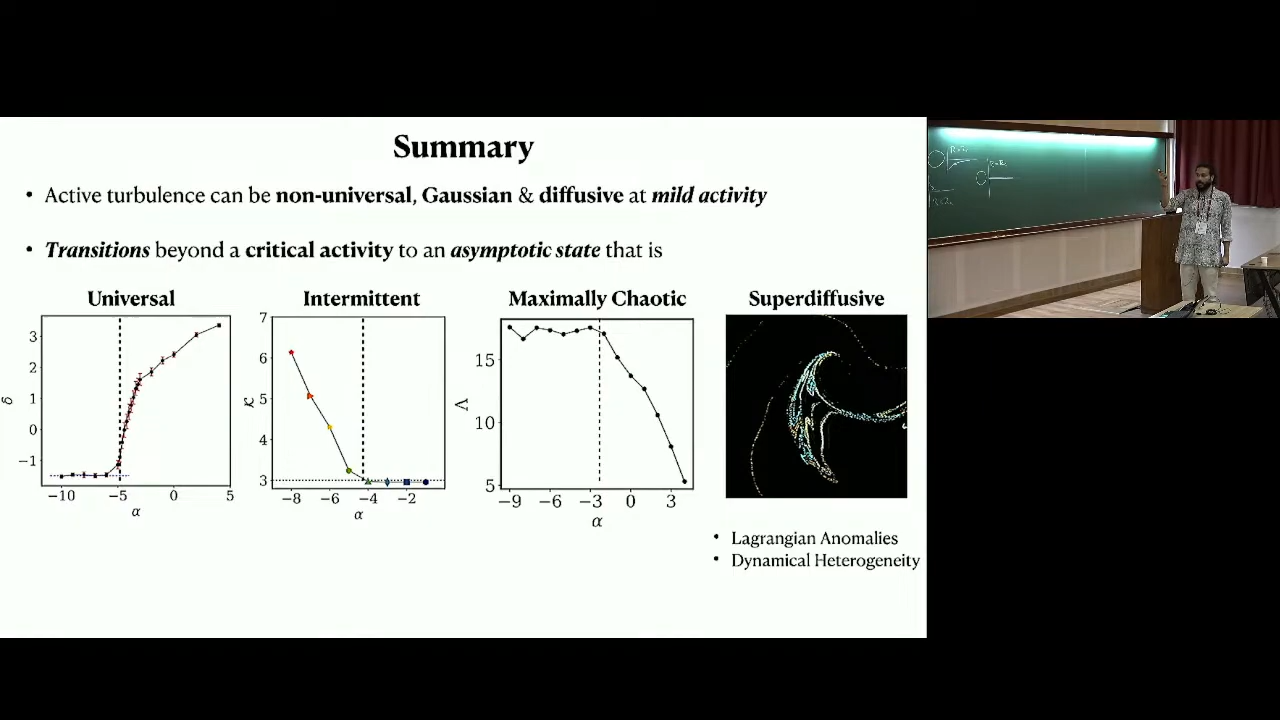 Summary
• Active turbulence can be non-universal, Gaussian & diffusive at mild activity
• Transitions beyond a critical activity to an asymptotic state that is
Universal
3
2
1
0
−1
δ
−10 −5 0 5
α
Intermittent
7
6
5
4
3
𝒦
−8 −6 −4 −2
α
Maximally Chaotic
15
10
5
Λ
−9 −6 −3 0 3
α
Superdiffusive
• Lagrangian Anomalies
• Dynamical Heterogeneity